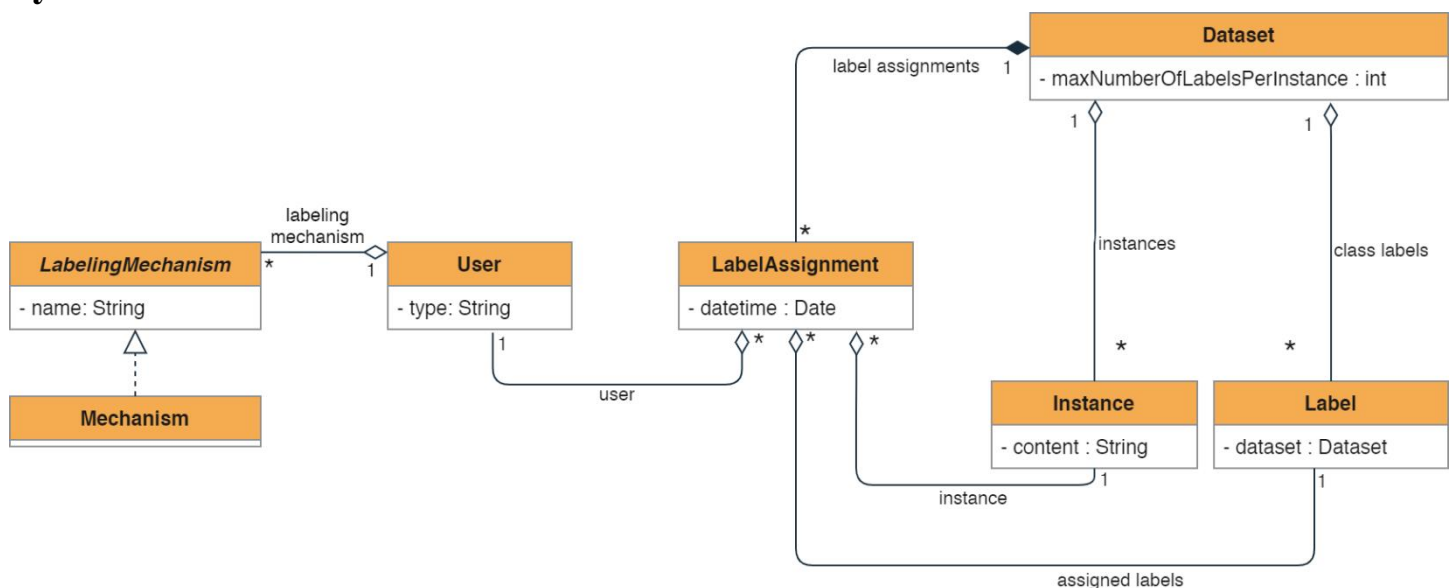 Dataset
- maxNumberOfLabelsPerInstance : int
label assignments
1
1
1
labeling
mechanism
*
1
*
instances
class labels
LabelingMechanism
- name: String
User
- type: String
LabelAssignment
- datetime : Date
1
*
*
*
*
*
user
Mechanism
Instance
- content : String
Label
- dataset : Dataset
1
1
instance
assigned labels